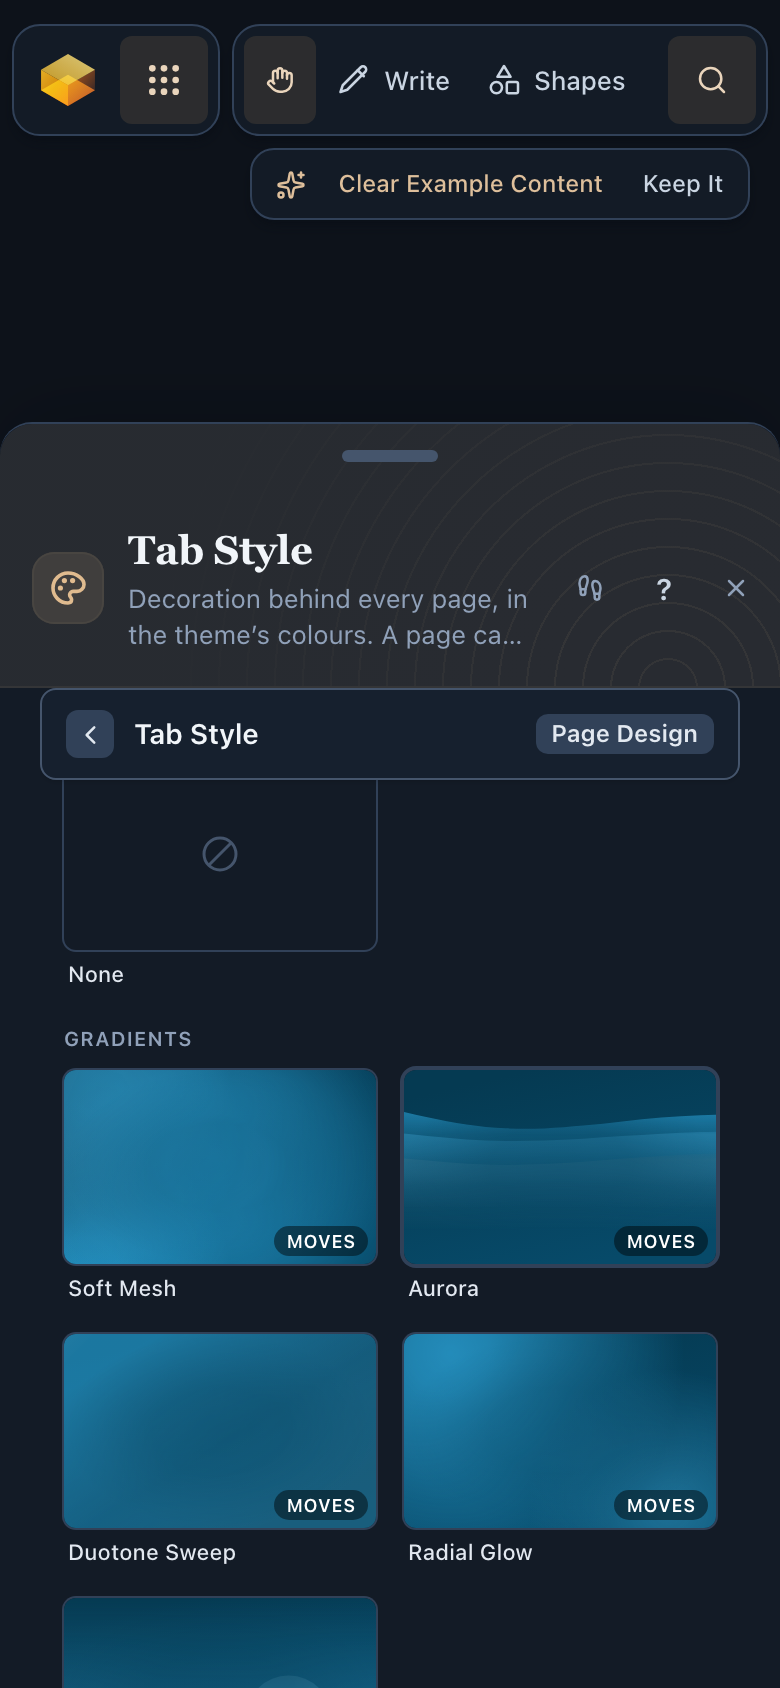 Write
Shapes
Clear Example Content
Keep It
Tab Style
Decoration behind every page, in
the theme’s colours. A page ca...
?
Tab Style
Page Design
None
GRADIENTS
MOVES
MOVES
Soft Mesh
Aurora
MOVES
MOVES
Duotone Sweep
Radial Glow